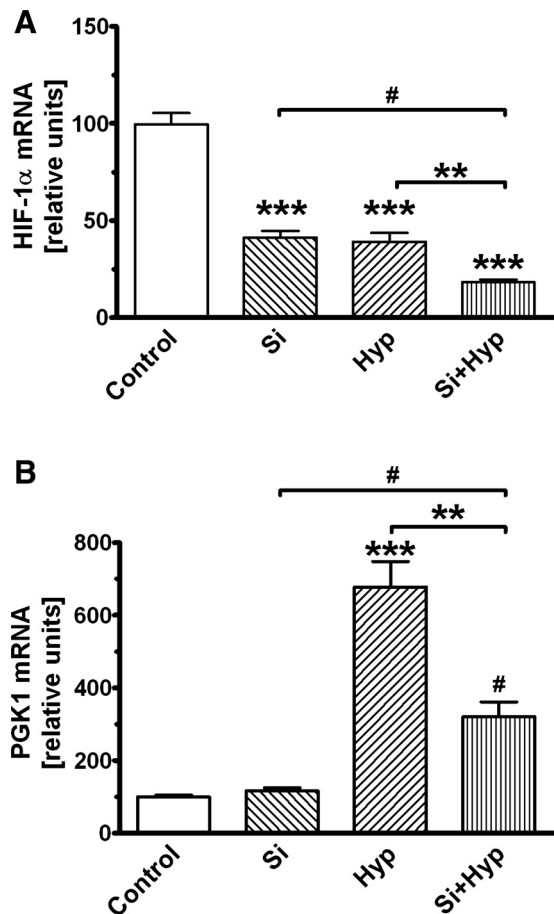 A
HIF-1α mRNA
[relative units]
150
100
50
0
#
**
***
***
***
Control
Si
Hyp
Si+Hyp
B
PGK1 mRNA
[relative units]
800
600
400
200
0
#
**
***
#
Control
Si
Hyp
Si+Hyp